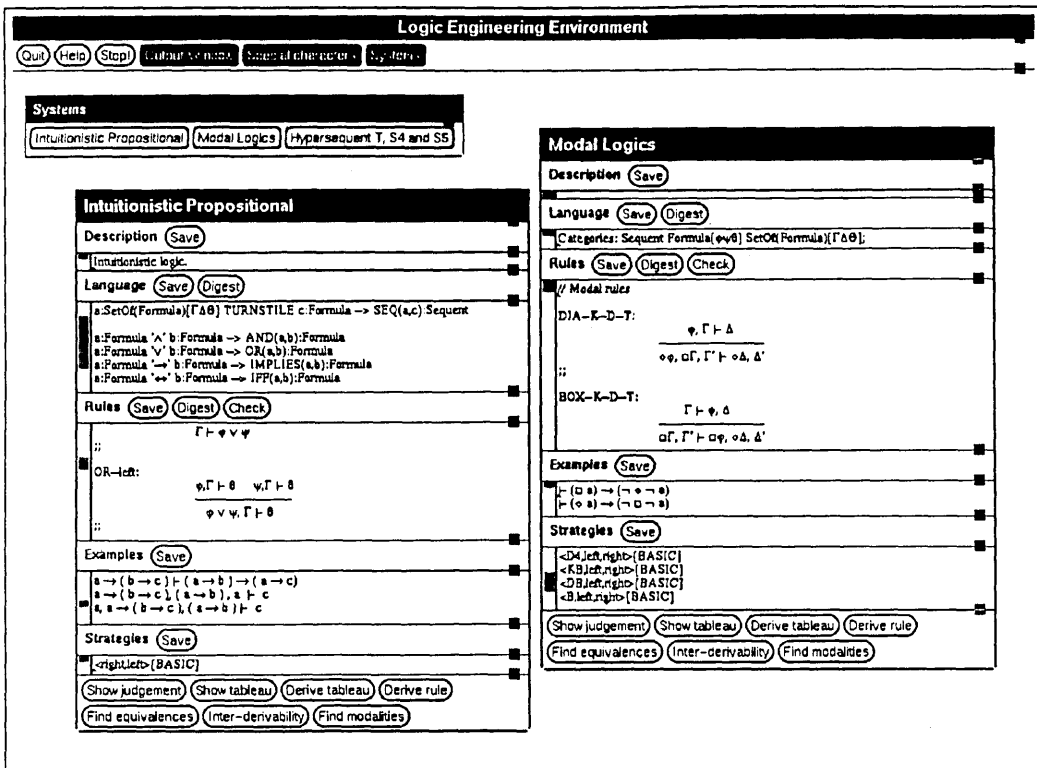 Logic Engineering Environment
Quit Help Stop! Output window Special characters Systems
Systems
Intuitionistic Propositional Modal Logics Hypersequent T, S4 and S5
Intuitionistic Propositional
Description Save
Intuitionistic logic.
Language Save Digest
a:SetOf(Formula)[ΓΔΘ] TURNSTILE c:Formula –> SEQ(a,c):Sequent
a:Formula '∧' b:Formula –> AND(a,b):Formula
a:Formula '∨' b:Formula –> OR(a,b):Formula
a:Formula '→' b:Formula –> IMPLIES(a,b):Formula
a:Formula '↔' b:Formula –> IFF(a,b):Formula
Rules Save Digest Check
Γ ⊢ φ ∨ ψ
;;
OR–left:
φ,Γ ⊢ θ ψ,Γ ⊢ θ
φ ∨ ψ, Γ ⊢ θ
;;
Examples Save
a → ( b → c ) ⊢ ( a → b ) → ( a → c)
a → ( b → c ), ( a → b ), a ⊢ c
a, a → ( b → c ), ( a → b ) ⊢ c
Strategies Save
<right,left>[BASIC]
Show judgement Show tableau Derive tableau Derive rule
Find equivalences Inter–derivability Find modalities
Modal Logics
Description Save
Language Save Digest
Categories: Sequent Formula[φψθ] SetOf(Formula)[ΓΔΘ];
Rules Save Digest Check
// Modal rules
DIA–K–D–T:
φ, Γ ⊢ Δ
⋄φ, □Γ, Γ' ⊢ ⋄Δ, Δ'
;;
BOX–K–D–T:
Γ ⊢ φ, Δ
□Γ, Γ' ⊢ □φ, ⋄Δ, Δ'
Examples Save
⊢ (□ a) → (¬ ⋄ ¬ a)
⊢ (⋄ a) → (¬ □ ¬ a)
Strategies Save
<D4,left,right>[BASIC]
<KB,left,right>[BASIC]
<DB,left,right>[BASIC]
<B,left,right>[BASIC]
Show judgement Show tableau Derive tableau Derive rule
Find equivalences Inter–derivability Find modalities